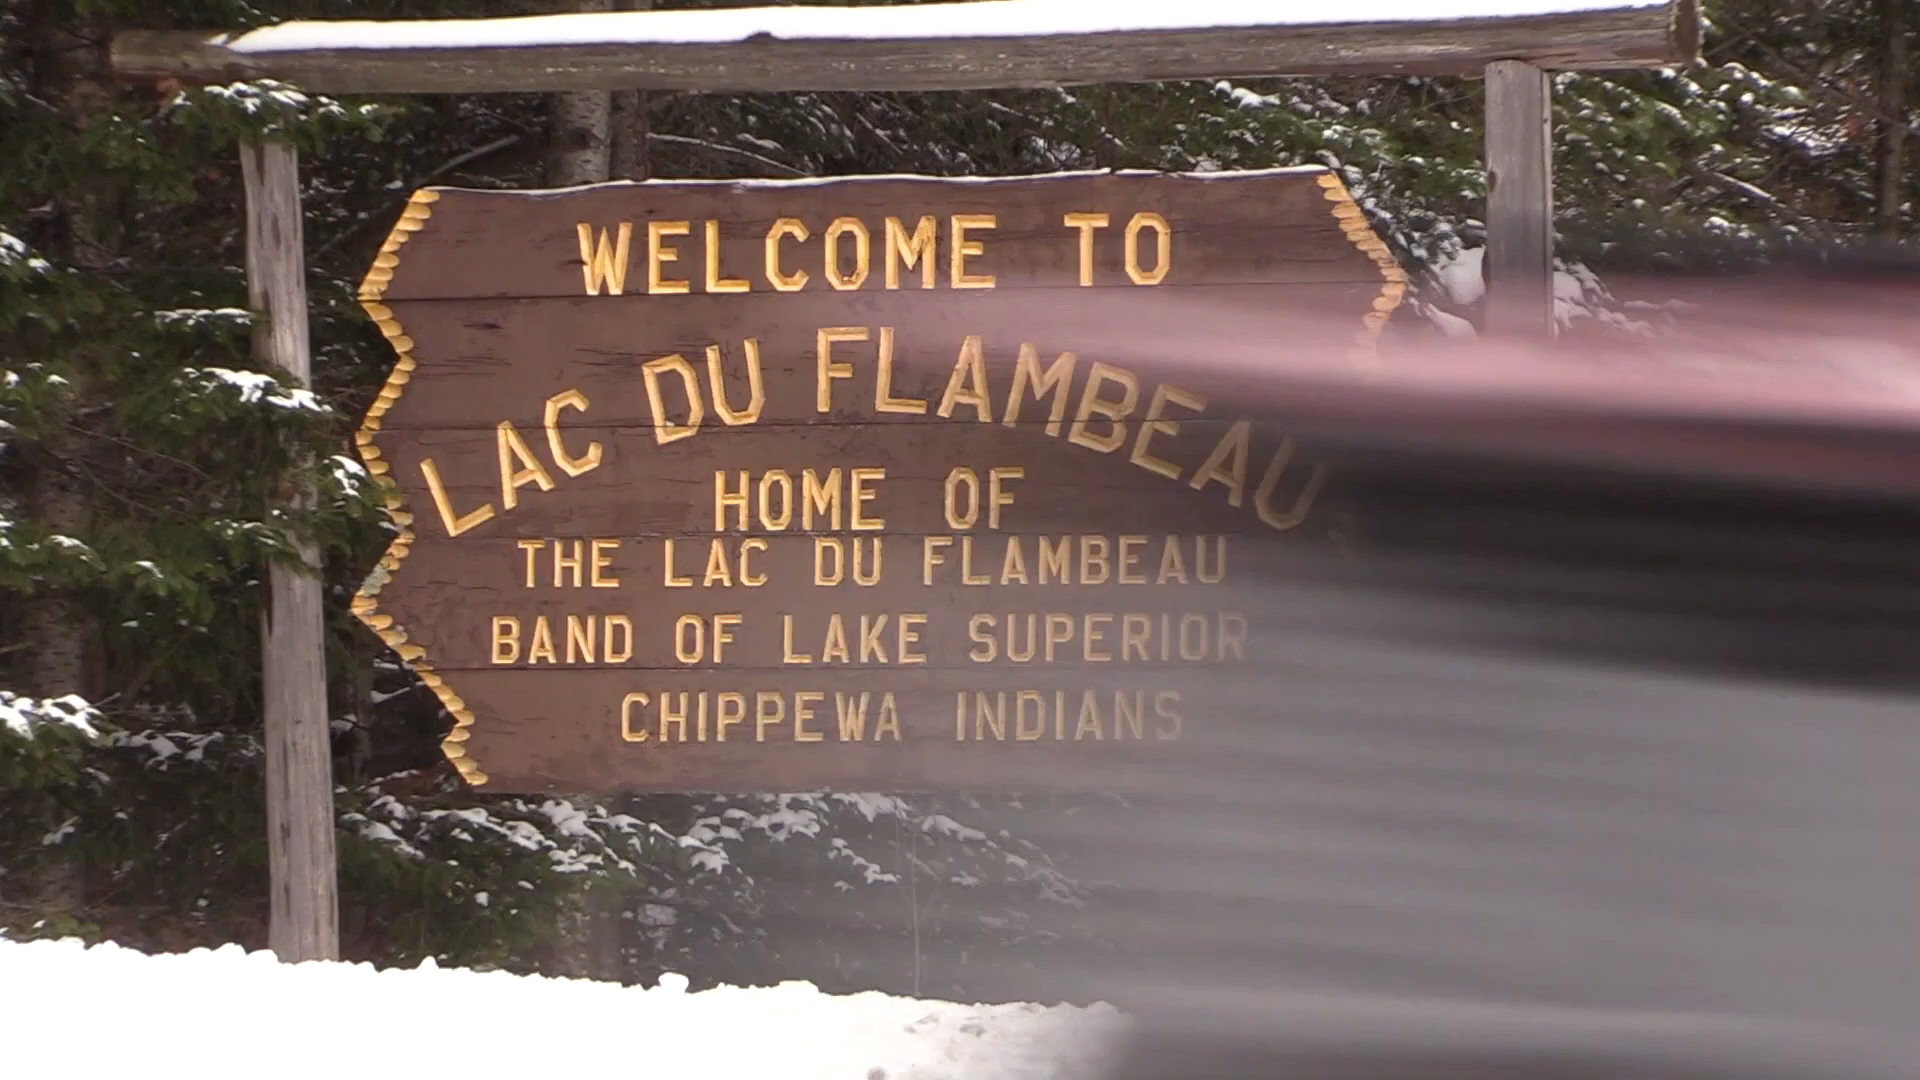 WELCOME TO
LAC DU FLAMBEAU
HOME OF
THE LAC DU FLAMBEAU
BAND OF LAKE SUPERIOR
CHIPPEWA INDIANS